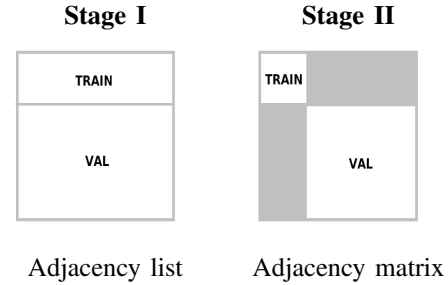 Stage I Stage II
TRAIN TRAIN
VAL VAL
Adjacency list Adjacency matrix